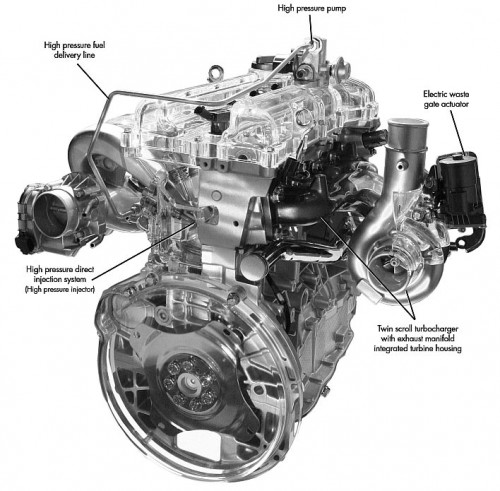 High pressure pump
High pressure fuel
delivery line
Electric waste
gate actuator
High pressure direct
injection system
(High pressure injector)
Twin scroll turbocharger
with exhaust manifold
integrated turbine housing